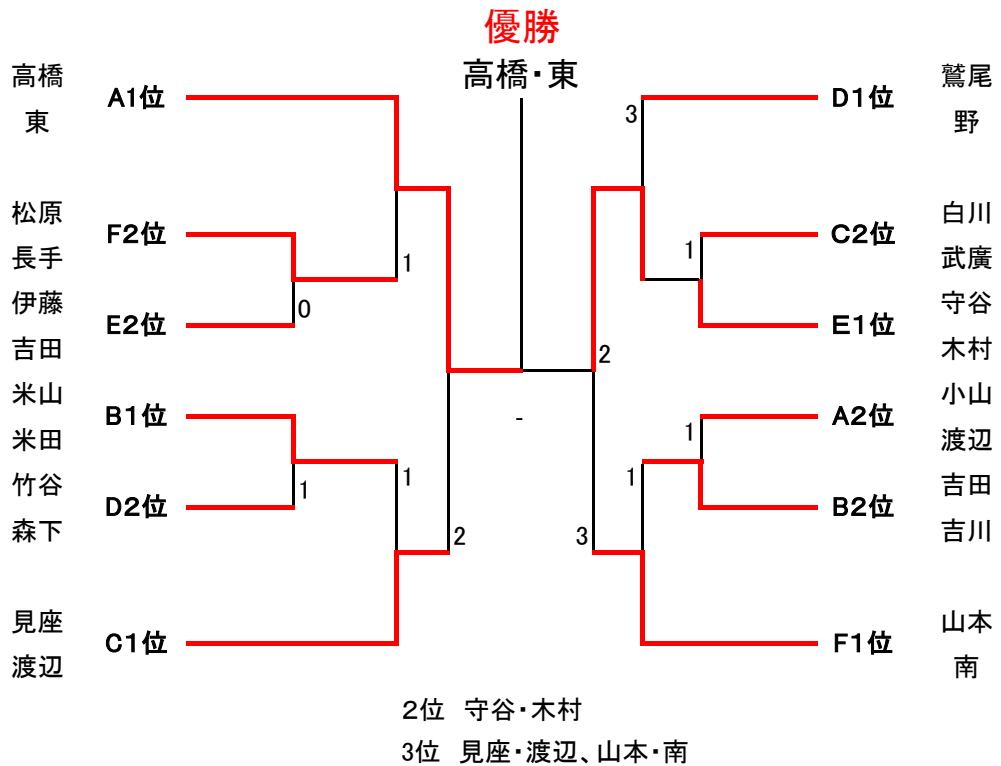 優勝
高橋・東
高橋
東
A1位
松原
長手
F2位
0
1
伊藤
吉田
E2位
米山
米田
B1位
1
1
竹谷
森下
D2位
2
見座
渡辺
C1位
-
鷲尾
野
D1位
3
白川
武廣
C2位
1
守谷
木村
E1位
2
小山
渡辺
A2位
1
1
吉田
吉川
B2位
3
山本
南
F1位
2位 守谷・木村
3位 見座・渡辺、山本・南